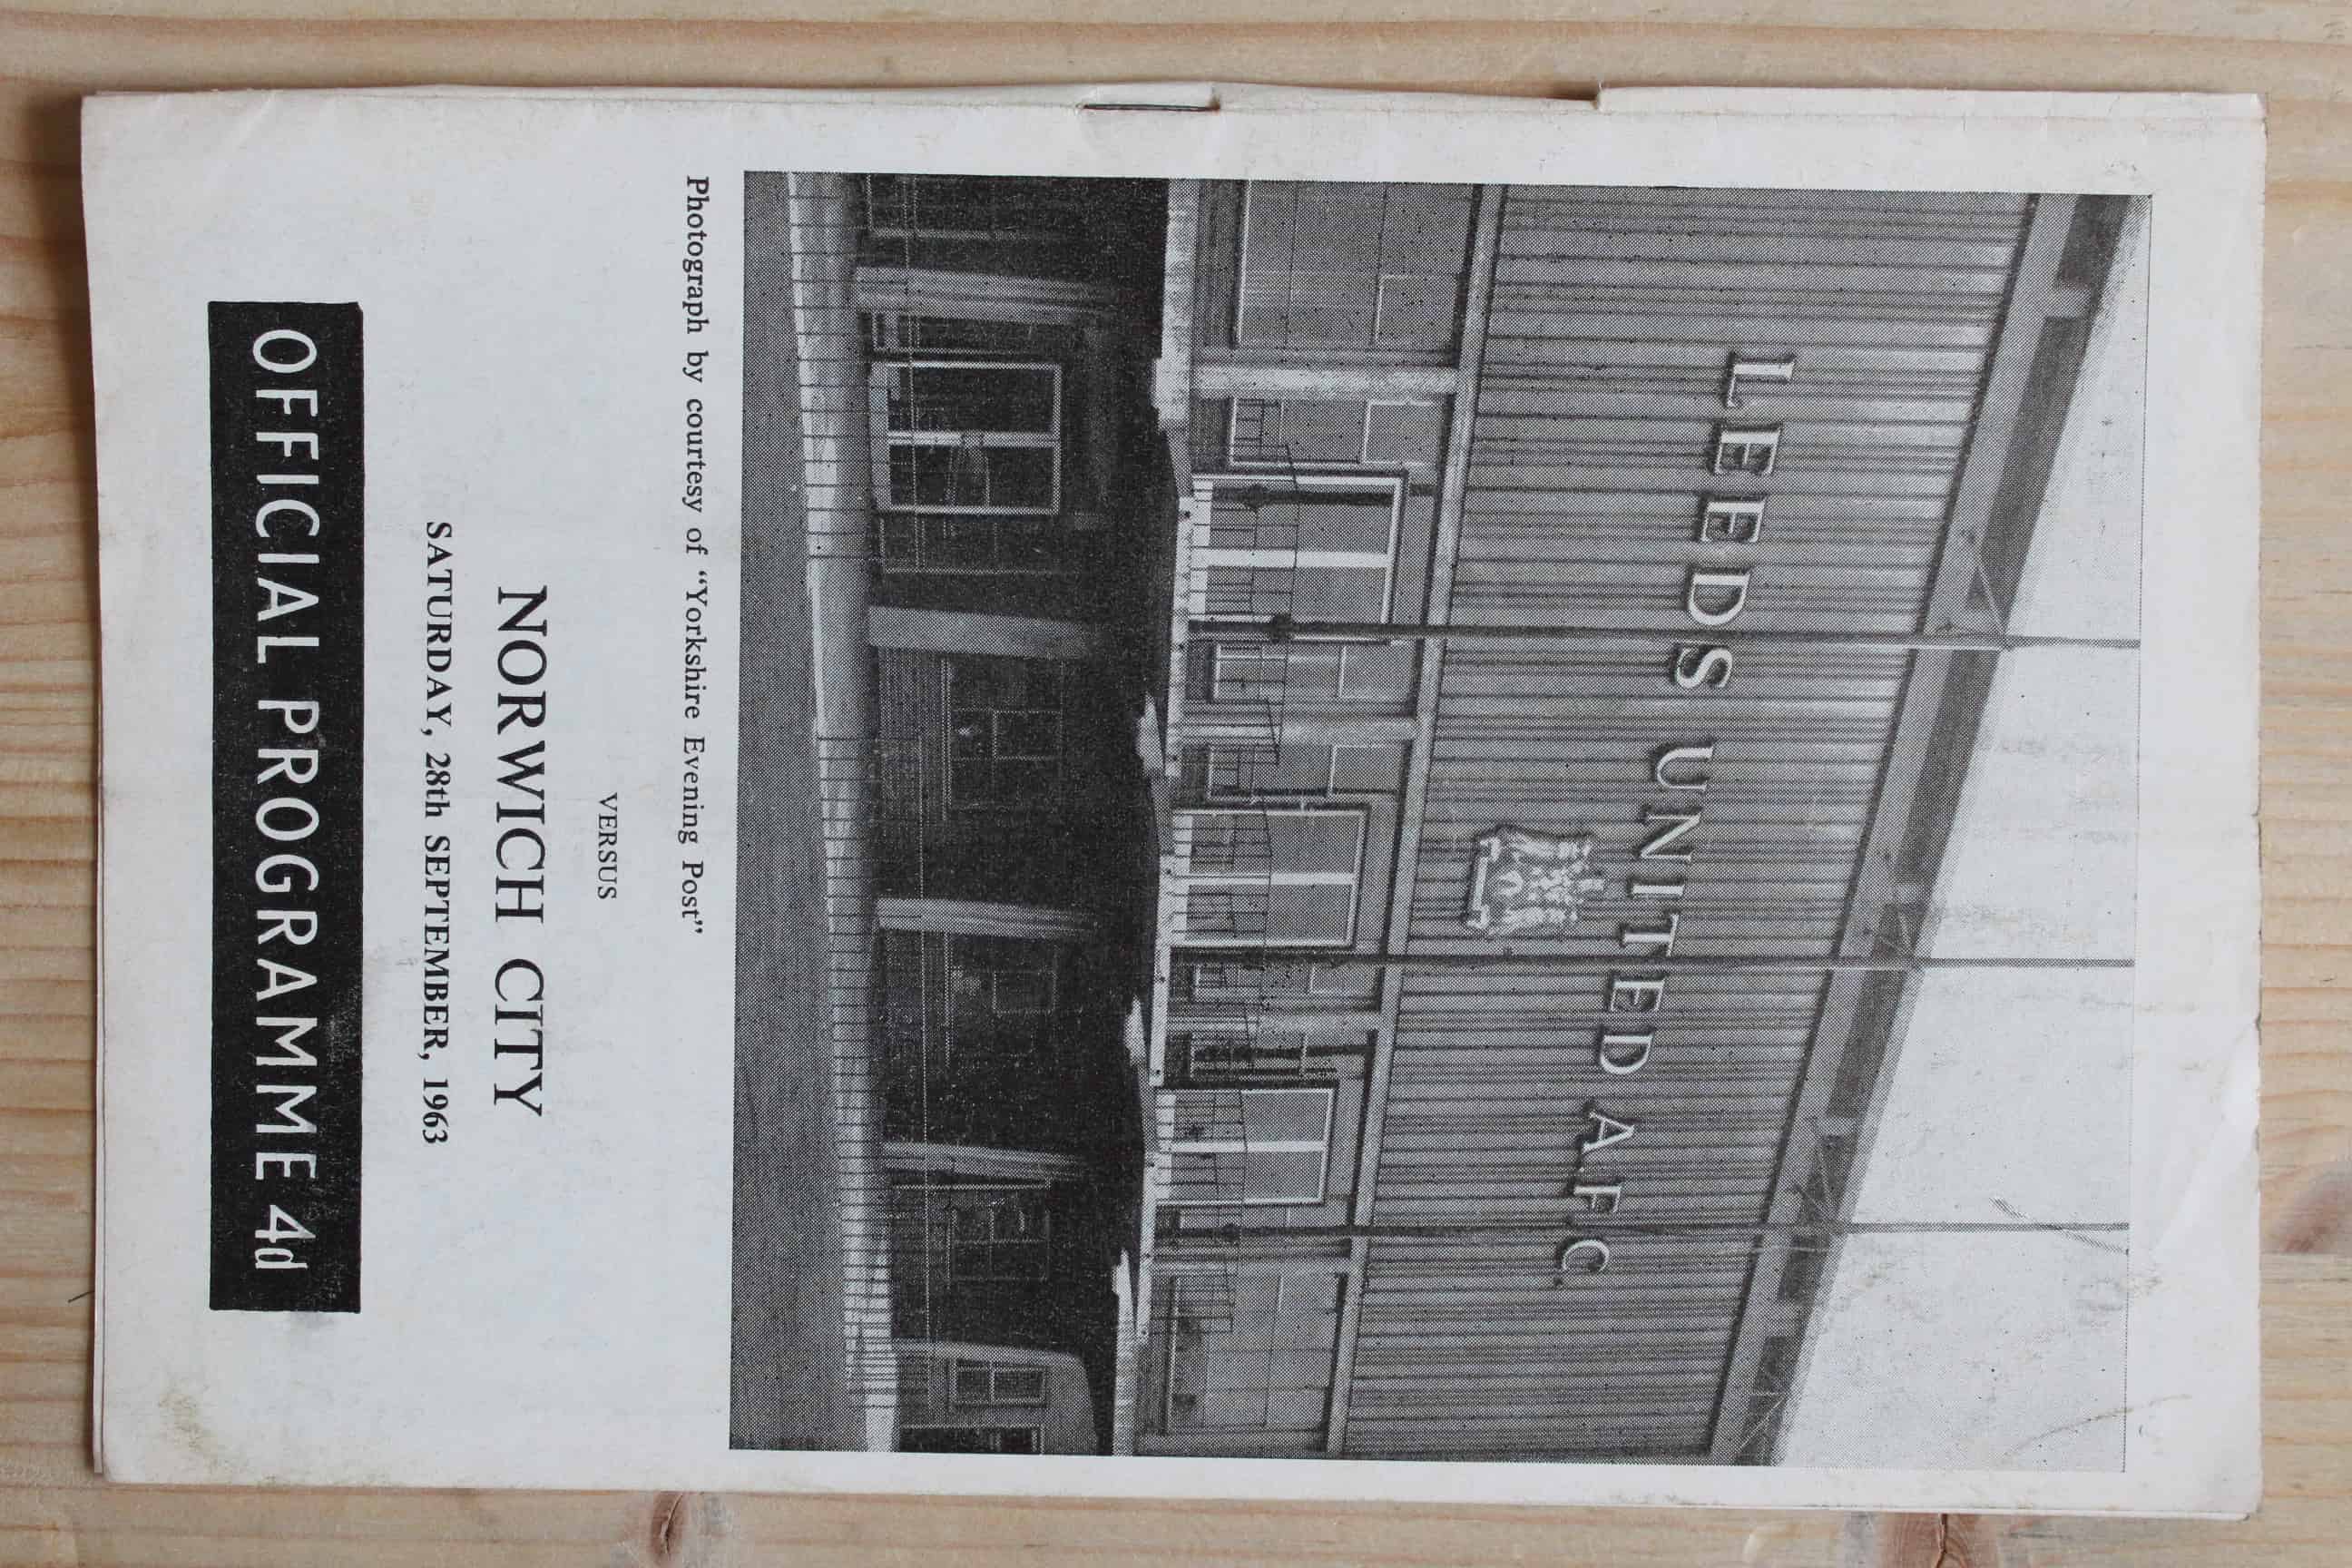 LEEDS UNITED A.F.C.
Photograph by courtesy of "Yorkshire Evening Post"
VERSUS
NORWICH CITY
SATURDAY, 28th SEPTEMBER, 1963
OFFICIAL PROGRAMME 4d